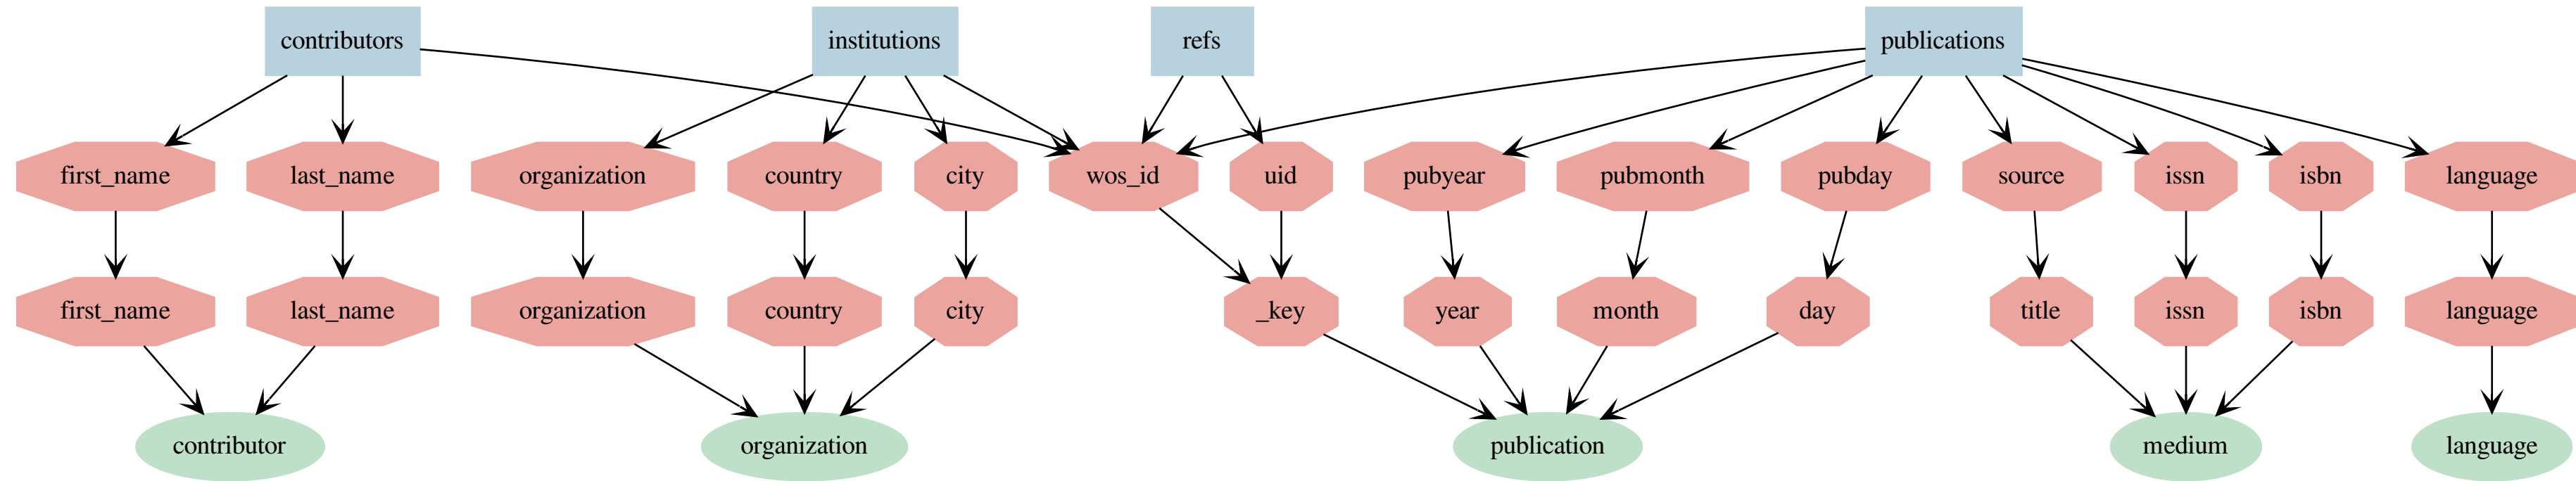 contributors
institutions
refs
publications
first_name
last_name
organization
country
city
wos_id
uid
pubyear
pubmonth
pubday
source
issn
isbn
language
first_name
last_name
organization
country
city
_key
year
month
day
title
issn
isbn
language
contributor
organization
publication
medium
language